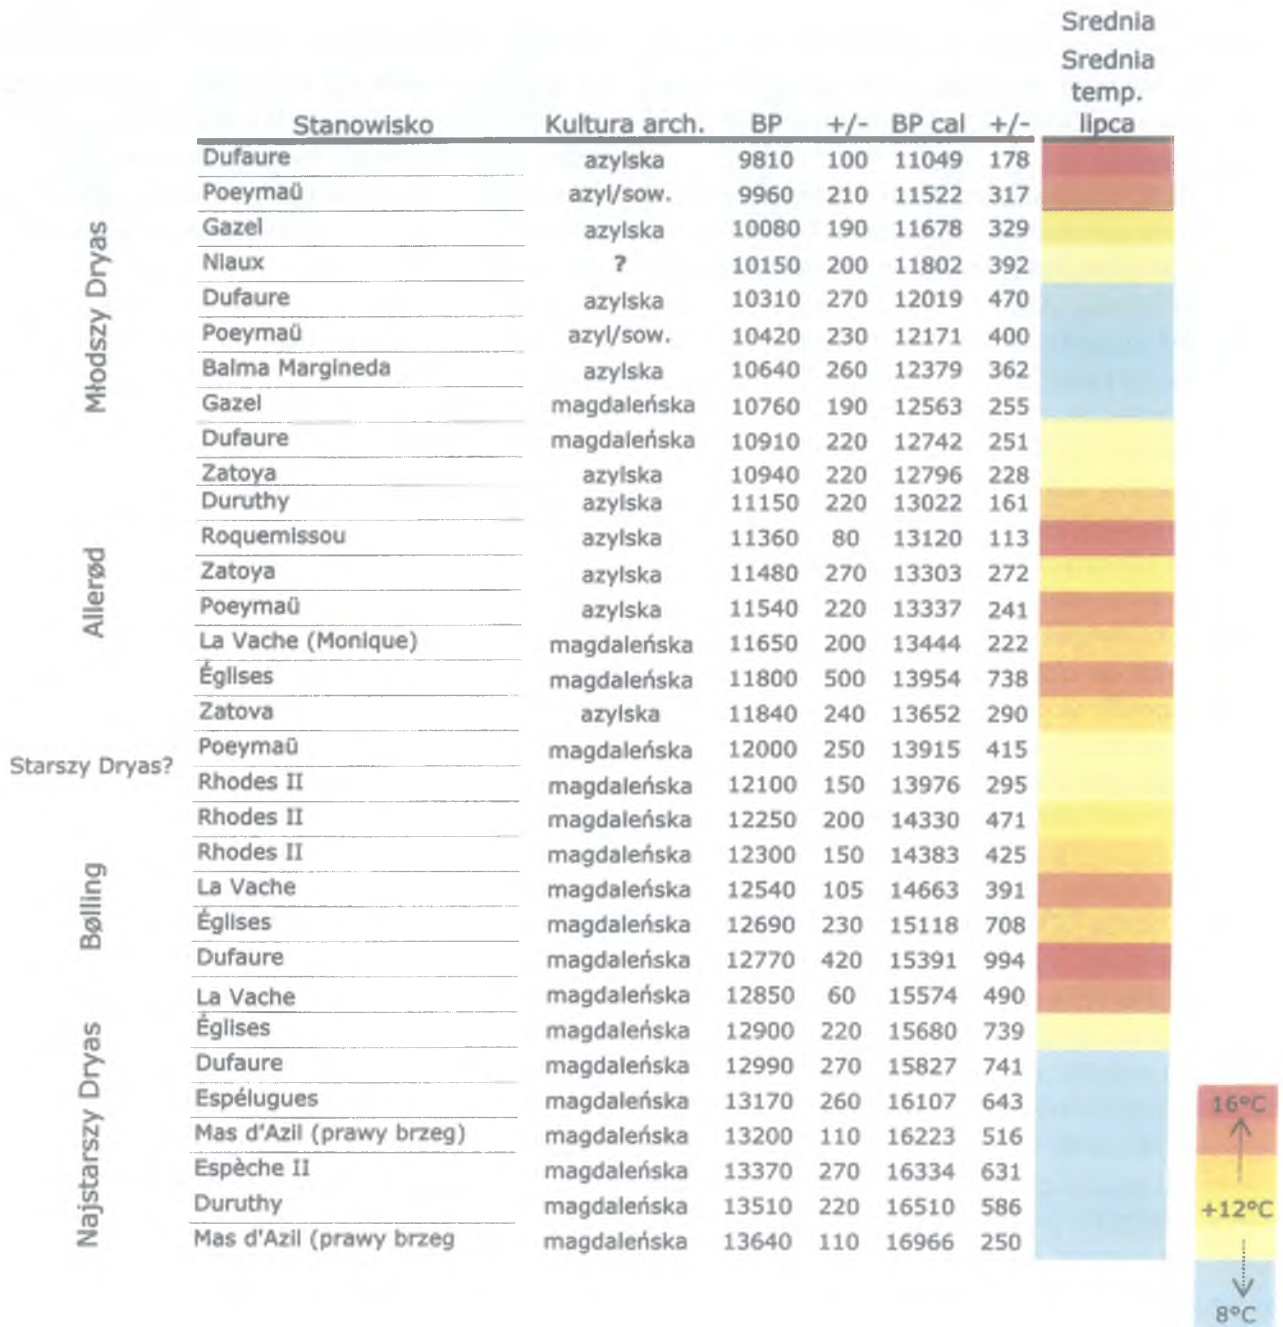 Srednia
Srednia
temp.
Stanowisko Kultura arch. BP +/- BP cal +/- lipca
Dufaure azylska 9810 100 11049 178
Poeymaü azyl/sow. 9960 210 11522 317
Gazel azylska 10080 190 11678 329
Niaux ? 10150 200 11802 392
Dufaure azylska 10310 270 12019 470
Poeymaü azyl/sow. 10420 230 12171 400
Balma Margineda azylska 10640 260 12379 362
Gazel magdaleńska 10760 190 12563 255
Dufaure magdaleńska 10910 220 12742 251
Zatoya azylska 10940 220 12796 228
Duruthy azylska 11150 220 13022 161
Roquemissou azylska 11360 80 13120 113
Zatoya azylska 11480 270 13303 272
Poeymaü azylska 11540 220 13337 241
La Vache (Monique) magdaleńska 11650 200 13444 222
Églises magdaleńska 11800 500 13954 738
Zatova azylska 11840 240 13652 290
Poeymaü magdaleńska 12000 250 13915 415
Rhodes II magdaleńska 12100 150 13976 295
Rhodes II magdaleńska 12250 200 14330 471
Rhodes II magdaleńska 12300 150 14383 425
La Vache magdaleńska 12540 105 14663 391
Églises magdaleńska 12690 230 15118 708
Dufaure magdaleńska 12770 420 15391 994
La Vache magdaleńska 12850 60 15574 490
Églises magdaleńska 12900 220 15680 739
Dufaure magdaleńska 12990 270 15827 741
Espélugues magdaleńska 13170 260 16107 643
Mas d'Azil (prawy brzeg) magdaleńska 13200 110 16223 516
Espèche II magdaleńska 13370 270 16334 631
Duruthy magdaleńska 13510 220 16510 586
Mas d'Azil (prawy brzeg magdaleńska 13640 110 16966 250
Młodszy Dryas
Allerød
Starszy Dryas?
Bølling
Najstarszy Dryas
16°C
+12°C
8°C